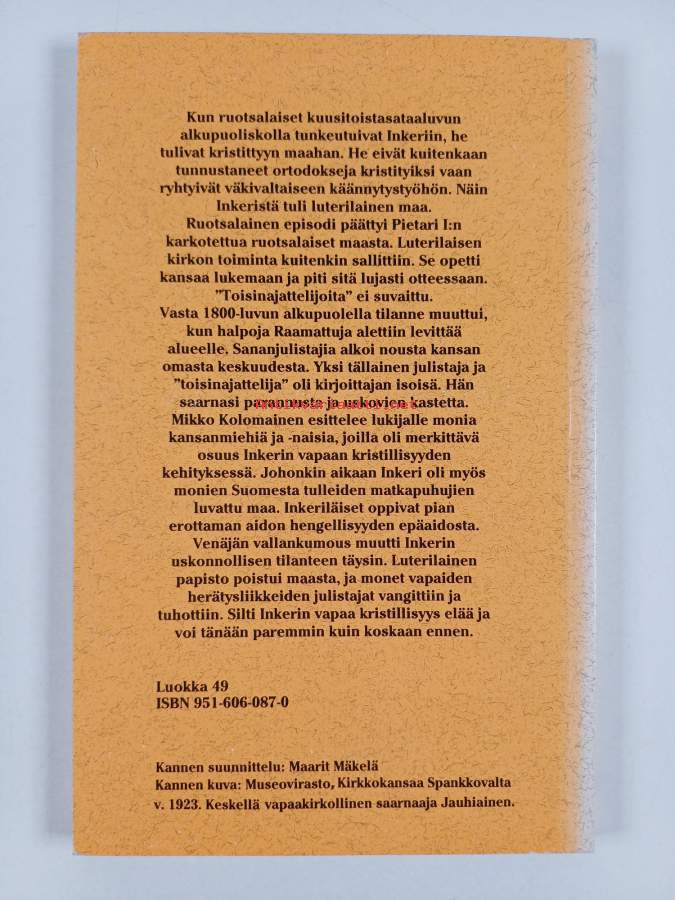 Kun ruotsalaiset kuusitoistasataaluvun
alkupuoliskolla tunkeutuivat Inkeriin, he
tulivat kristittyyn maahan. He eivät kuitenkaan
tunnustaneet ortodokseja kristityiksi vaan
ryhtyivät väkivaltaiseen käännytystyöhön. Näin
Inkeristä tuli luterilainen maa.
Ruotsalainen episodi päättyi Pietari I:n
karkotettua ruotsalaiset maasta. Luterilaisen
kirkon toiminta kuitenkin sallittiin. Se opetti
kansaa lukemaan ja piti sitä lujasti otteessaan.
"Toisinajattelijoita" ei suvaittu.
Vasta 1800-luvun alkupuolella tilanne muuttui,
kun halpoja Raamattuja alettiin levittää
alueelle. Sananjulistajia alkoi nousta kansan
omasta keskuudesta. Yksi tällainen julistaja ja
"toisinajattelija" oli kirjoittajan isoisä. Hän
saarnasi parannusta ja uskovien kastetta.
Mikko Kolomainen esittelee lukijalle monia
kansanmiehiä ja -naisia, joilla oli merkittävä
osuus Inkerin vapaan kristillisyyden
kehityksessä. Johonkin aikaan Inkeri oli myös
monien Suomesta tulleiden matkapuhujien
luvattu maa. Inkeriläiset oppivat pian
erottaman aidon hengellisyyden epäaidosta.
Venäjän vallankumous muutti Inkerin
uskonnollisen tilanteen täysin. Luterilainen
papisto poistui maasta, ja monet vapaiden
herätysliikkeiden julistajat vangittiin ja
tuhottiin. Silti Inkerin vapaa kristillisyys elää ja
voi tänään paremmin kuin koskaan ennen.
Luokka 49
ISBN 951-606-087-0
Kannen suunnittelu: Maarit Mäkelä
Kannen kuva: Museovirasto, Kirkkokansaa Spankkovalta
v. 1923. Keskellä vapaakirkollinen saarnaaja Jauhiainen.